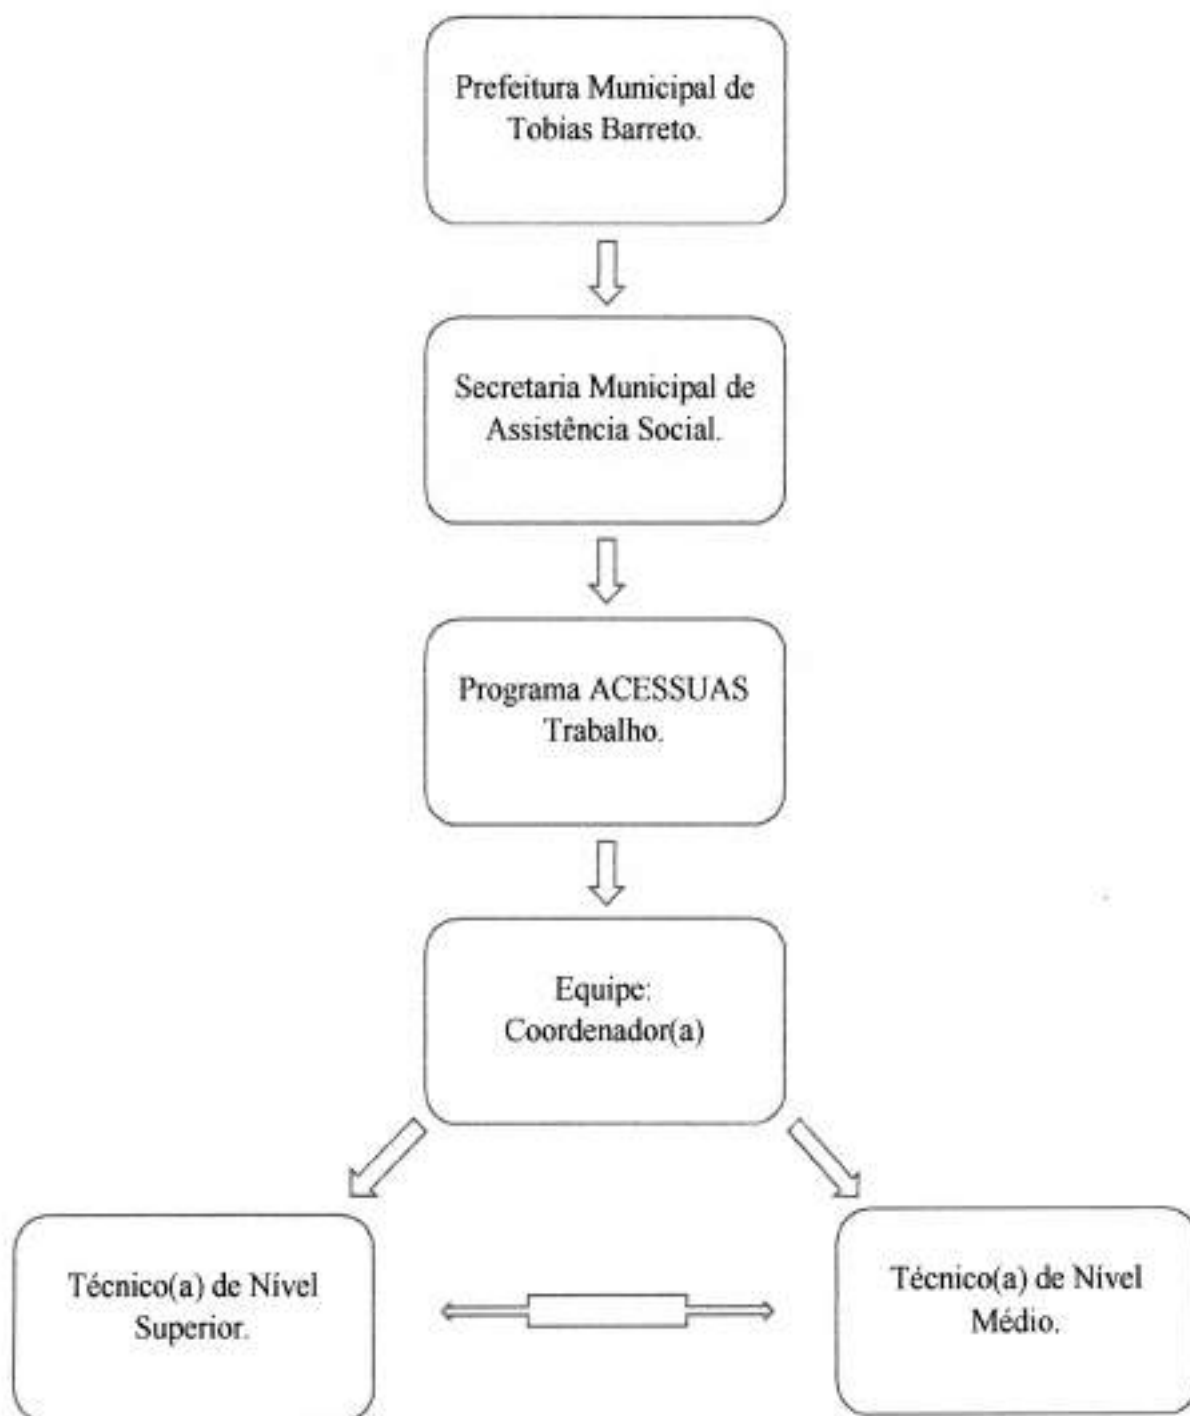 Prefeitura Municipal de
Tobias Barreto.
Secretaria Municipal de
Assistência Social.
Programa ACESSUAS
Trabalho.
Equipe:
Coordenador(a)
Técnico(a) de Nível
Superior.
Técnico(a) de Nível
Médio.